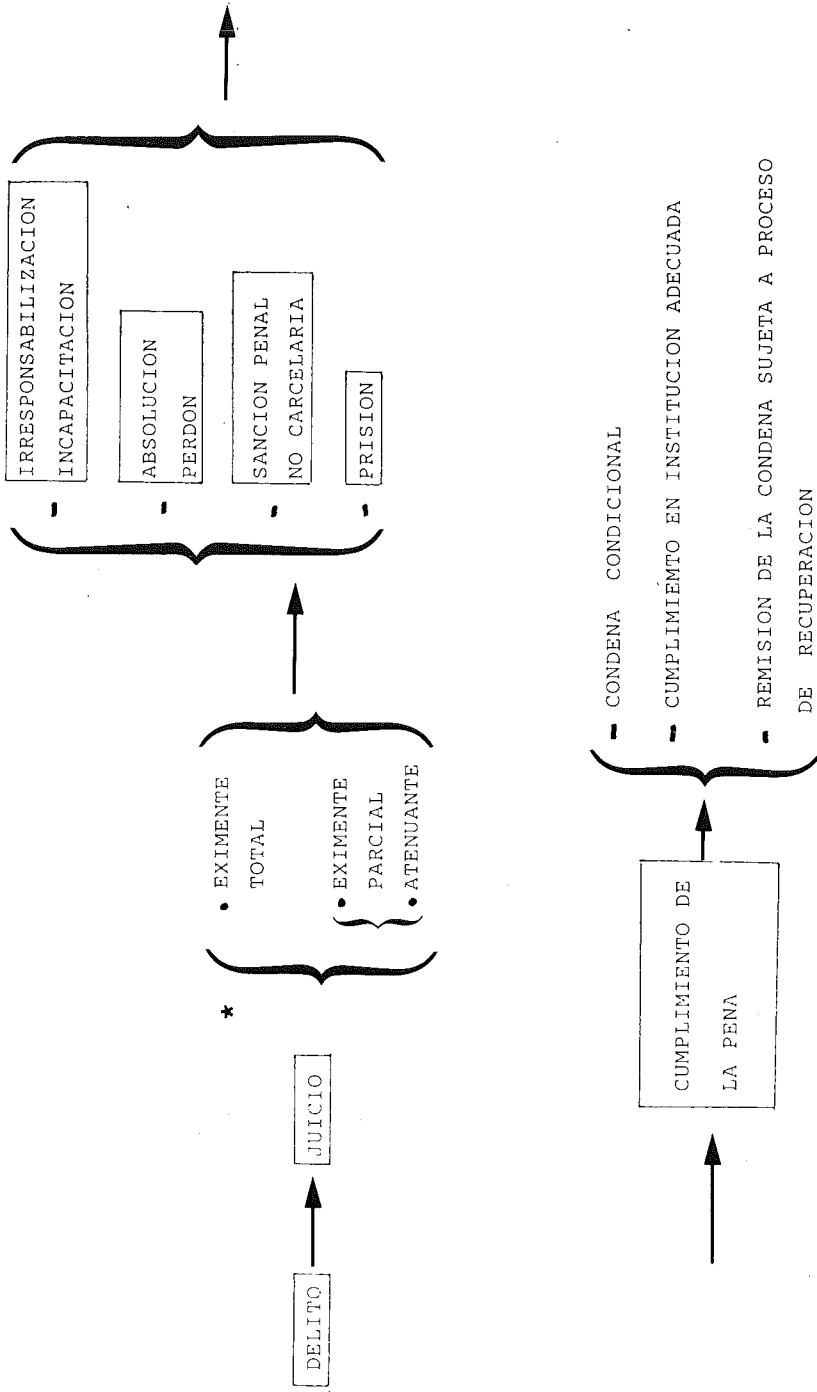 DELITO
JUICIO
*
• EXIMENTE
TOTAL
• EXIMENTE
PARCIAL
• ATENUANTE
- IRRESPONSABILIZACION
INCAPACITACION
- ABSOLUCION
PERDON
- SANCION PENAL
NO CARCELARIA
- PRISION
CUMPLIMIENTO DE
LA PENA
- CONDENA CONDICIONAL
- CUMPLIMIEMTO EN INSTITUCION ADECUADA
- REMISION DE LA CONDENA SUJETA A PROCESO
DE RECUPERACION